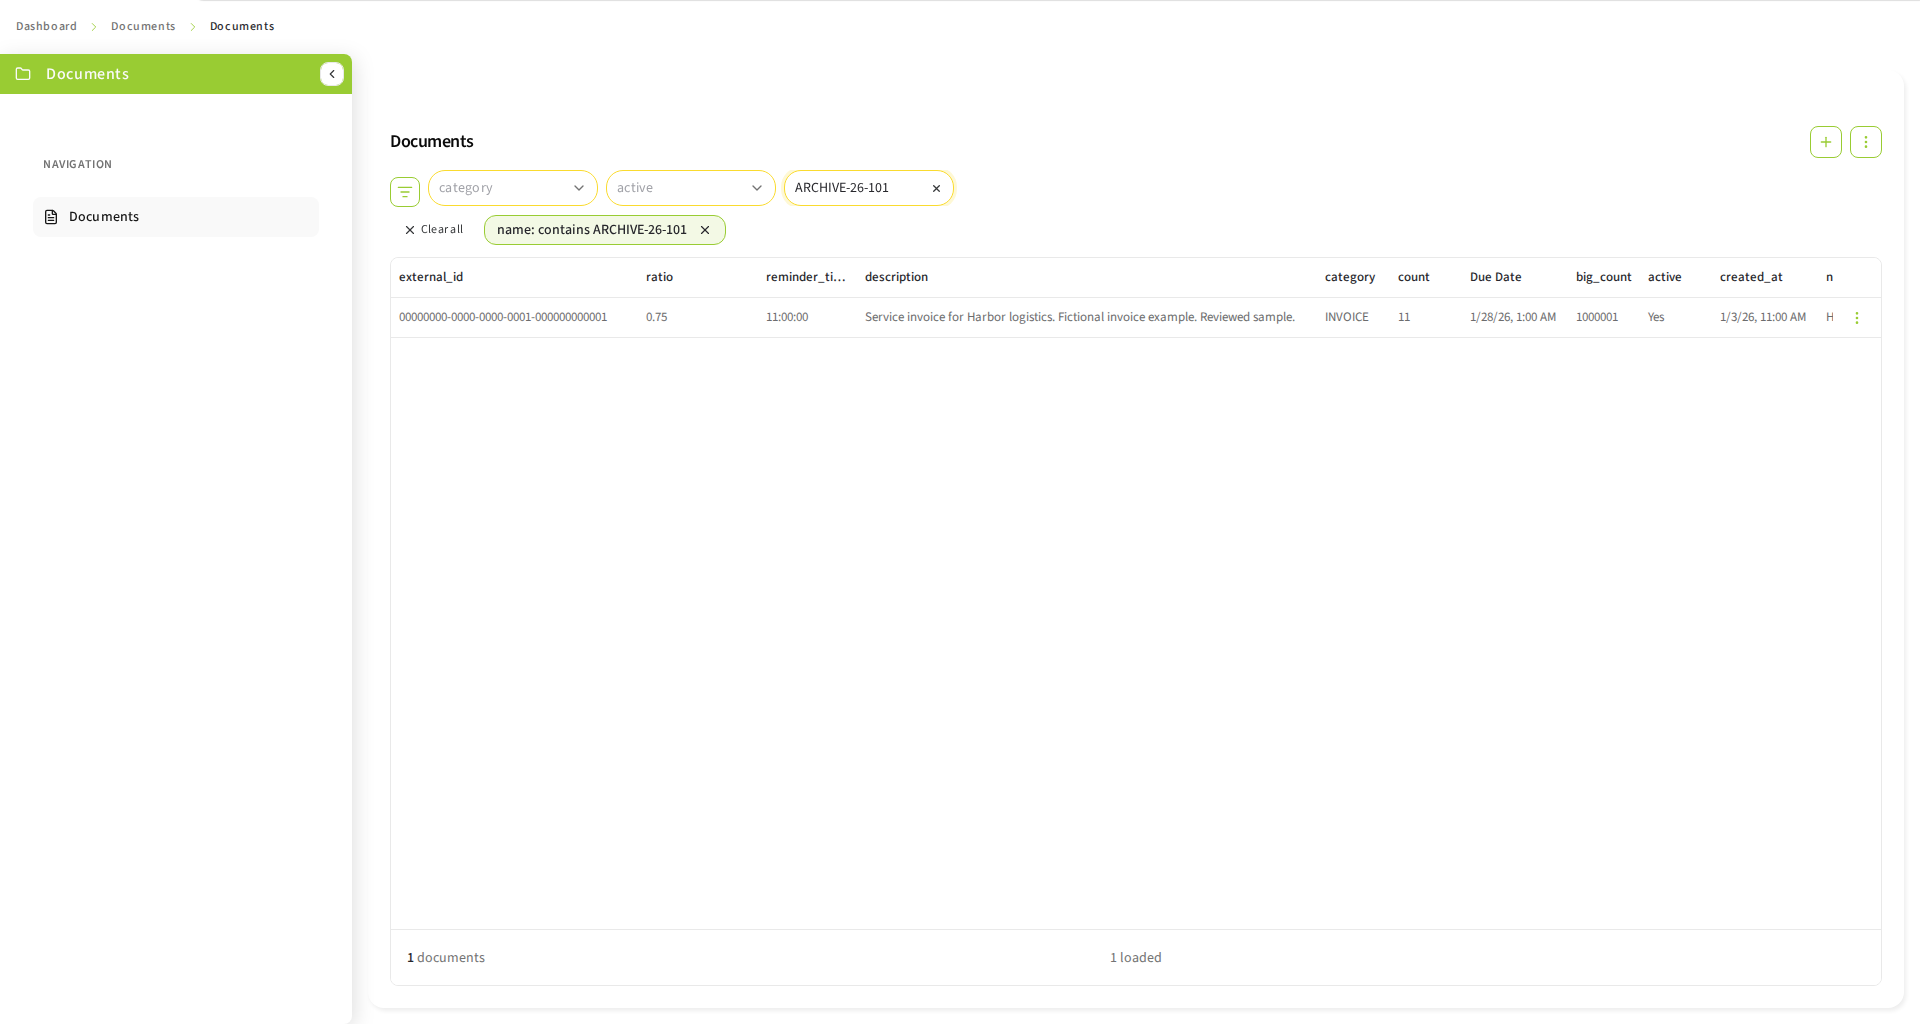 Dashboard Documents Documents
Documents
NAVIGATION
Documents
Documents
category active ARCHIVE-26-101
Clear all name: contains ARCHIVE-26-101
external_id ratio reminder_ti... description category count Due Date big_count active created_at n
00000000-0000-0000-0001-000000000001 0.75 11:00:00 Service invoice for Harbor logistics. Fictional invoice example. Reviewed sample. INVOICE 11 1/28/26, 1:00 AM 1000001 Yes 1/3/26, 11:00 AM H
1 documents 1 loaded